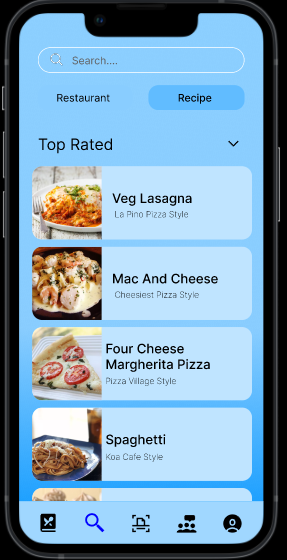 Search....
Restaurant
Recipe
Top Rated
Veg Lasagna
La Pino Pizza Style
Mac And Cheese
Cheesiest Pizza Style
Four Cheese
Margherita Pizza
Pizza Village Style
Spaghetti
Koa Cafe Style